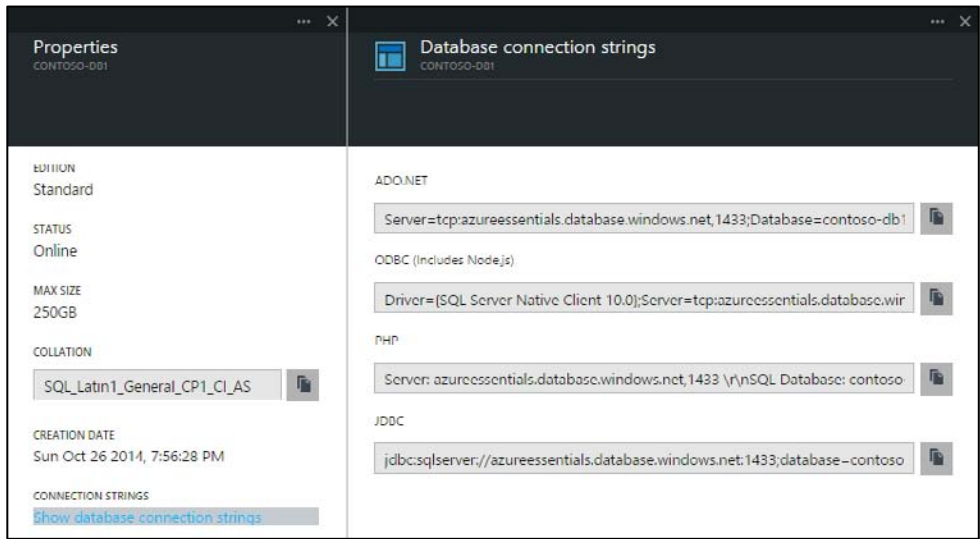 Properties
CONTOSO-DB1
EDITION
Standard
STATUS
Online
MAX SIZE
250GB
COLLATION
SQL_Latin1_General_CP1_CI_AS
CREATION DATE
Sun Oct 26 2014, 7:56:28 PM
CONNECTION STRINGS
Show database connection strings
Database connection strings
CONTOSO-DB1
ADO.NET
Server=tcp:azureessentials.database.windows.net,1433;Database=contoso-db1
ODBC (Includes Node.js)
Driver={SQL Server Native Client 10.0};Server=tcp:azureessentials.database.wir
PHP
Server: azureessentials.database.windows.net,1433 \r\nSQL Database: contoso-
JDBC
jdbc:sqlserver://azureessentials.database.windows.net:1433;database=contoso